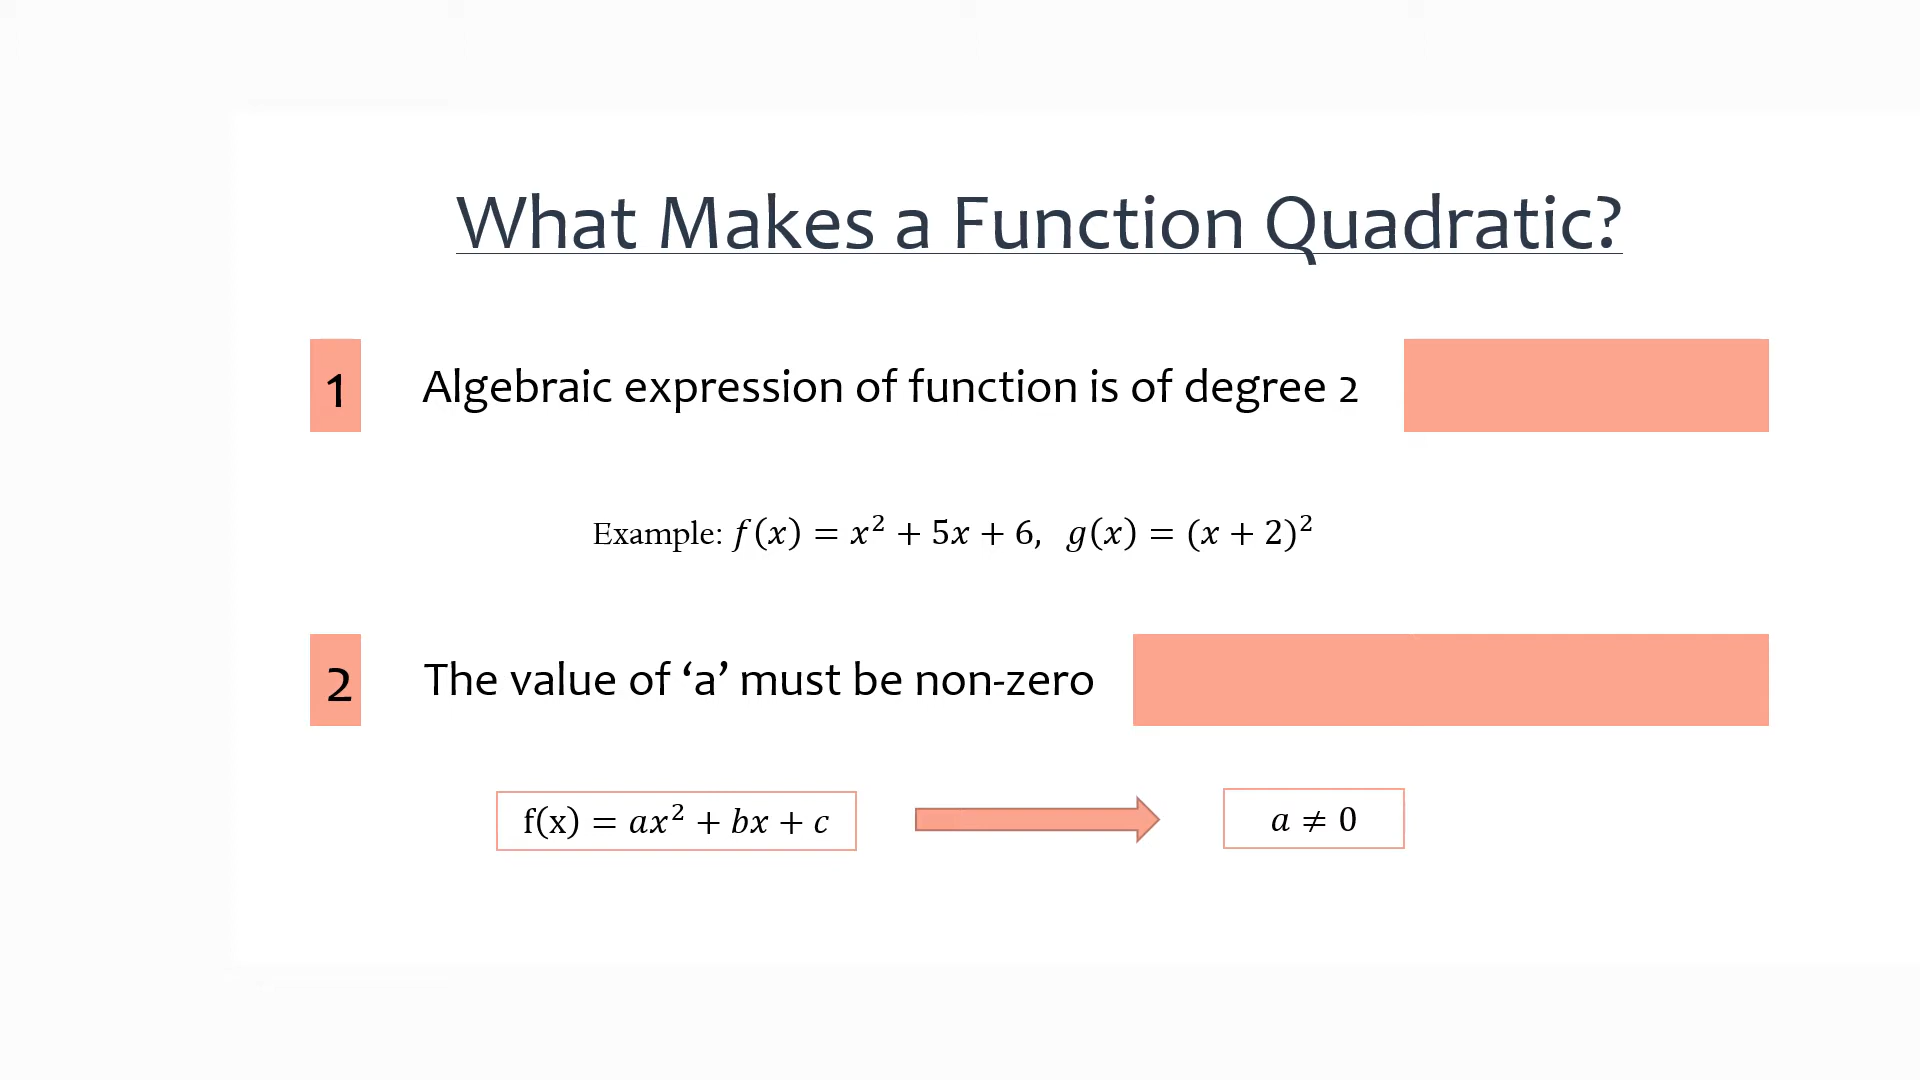 What Makes a Function Quadratic?
1 Algebraic expression of function is of degree 2
Example: f(x) = x² + 5x + 6, g(x) = (x + 2)²
2 The value of ‘a’ must be non-zero
f(x) = ax² + bx + c a ≠ 0